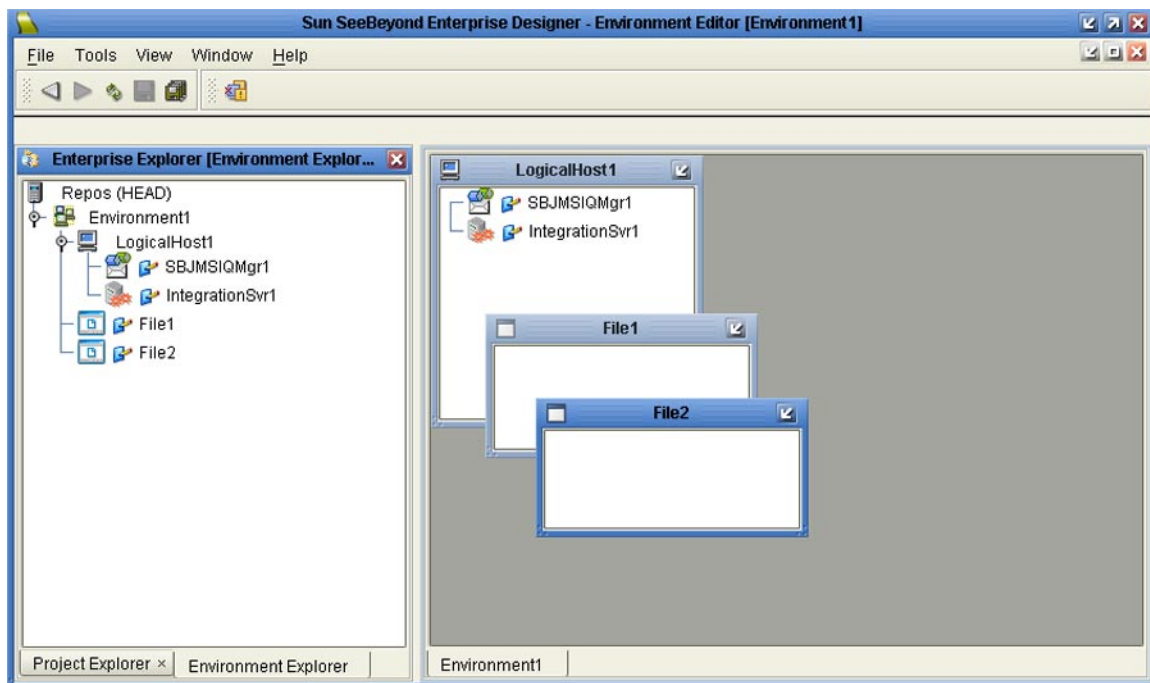 Sun SeeBeyond Enterprise Designer - Environment Editor [Environment1]
File Tools View Window Help
Enterprise Explorer [Environment Explor...
Repos (HEAD)
Environment1
LogicalHost1
SBJMSIQMgr1
IntegrationSvr1
File1
File2
Project Explorer × Environment Explorer
LogicalHost1
SBJMSIQMgr1
IntegrationSvr1
File1
File2
Environment1